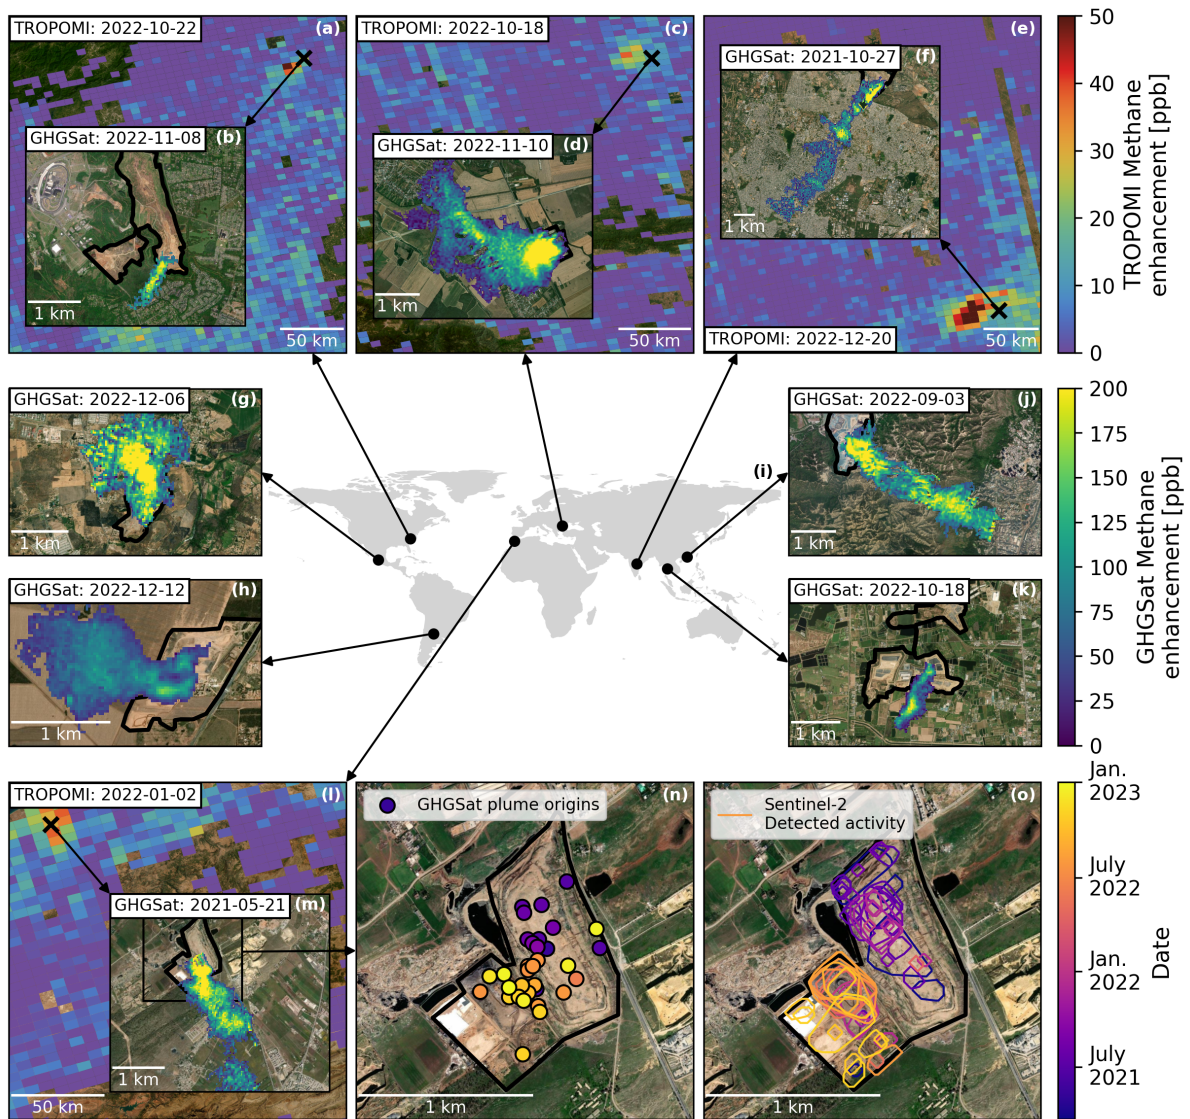 TROPOMI: 2022-10-22
(a)
GHGSat: 2022-11-08
(b)
1 km
50 km
TROPOMI: 2022-10-18
(c)
GHGSat: 2022-11-10
(d)
1 km
50 km
(e)
GHGSat: 2021-10-27
(f)
1 km
TROPOMI: 2022-12-20
50 km
50
40
30
20
10
0
TROPOMI Methane
enhancement [ppb]
GHGSat: 2022-12-06
(g)
1 km
GHGSat: 2022-12-12
(h)
1 km
(i)
GHGSat: 2022-09-03
(j)
1 km
GHGSat: 2022-10-18
(k)
1 km
200
175
150
125
100
75
50
25
0
GHGSat Methane
enhancement [ppb]
TROPOMI: 2022-01-02
(l)
GHGSat: 2021-05-21
(m)
1 km
50 km
GHGSat plume origins
(n)
1 km
Sentinel-2
Detected activity
(o)
1 km
Jan.
2023
July
2022
Jan.
2022
July
2021
Date